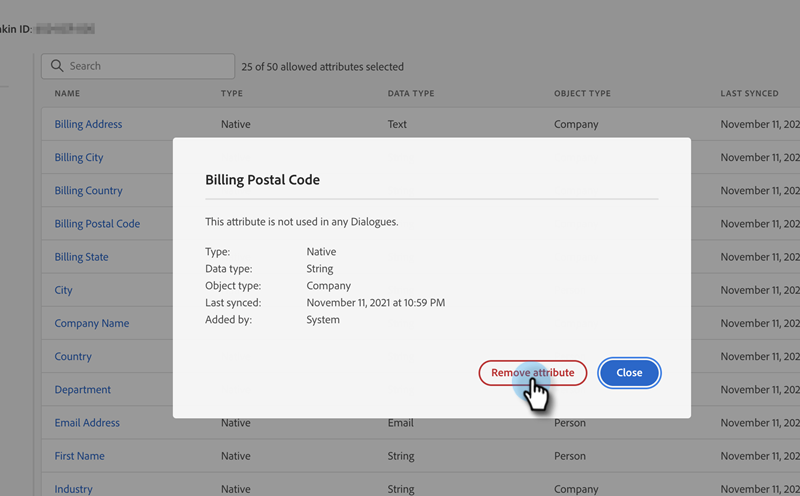 ID:
Search
25 of 50 allowed attributes selected
NAME TYPE DATA TYPE OBJECT TYPE LAST SYNCED
Billing Address Native Text Company November 11, 202
Billing City November 11, 202
Billing Country November 11, 202
Billing Postal Code November 11, 202
Billing State November 11, 202
City November 11, 202
Company Name November 11, 202
Country November 11, 202
Department November 11, 202
Email Address Native Email Person November 11, 202
First Name Native String Person November 11, 202
Industry Native String Company November 11, 202
Billing Postal Code
This attribute is not used in any Dialogues.
Type: Native
Data type: String
Object type: Company
Last synced: November 11, 2021 at 10:59 PM
Added by: System
Remove attribute
Close